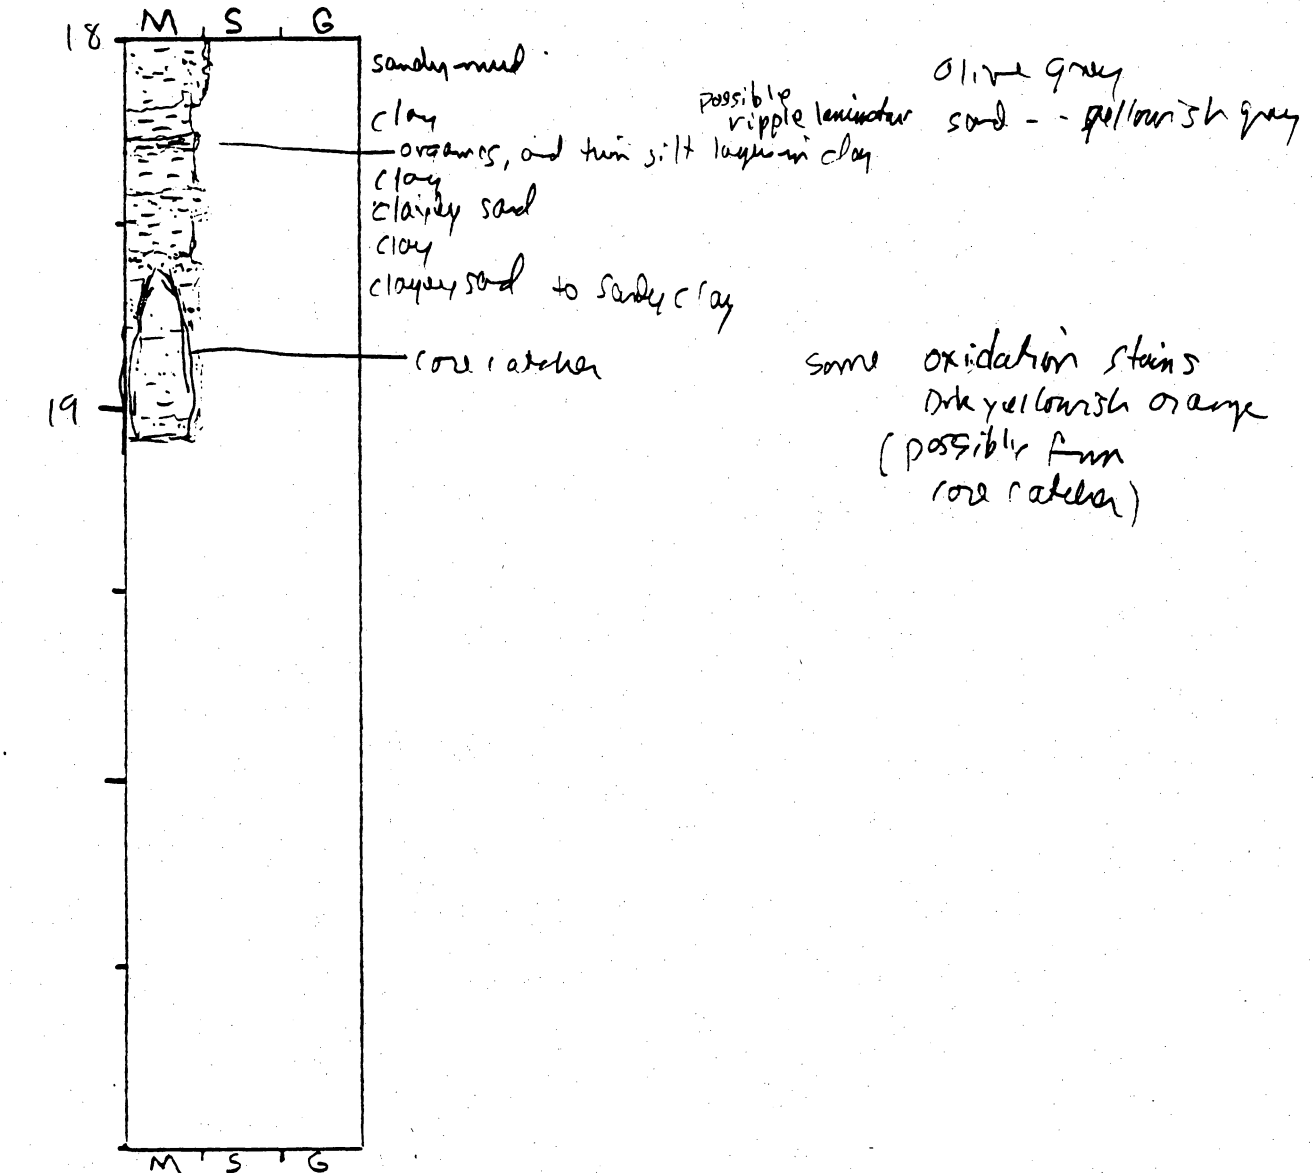 M S G
18
sandy mud
Olive gray
possible
clay
ripple laminations sand - - yellowish gray
organics, and thin silt layers in clay
clay
clayey sand
clay
clayey sand to sandy clay
core catcher
some oxidation stains
19
Drk yellowish orange
(possibly from
core catcher)
M S G